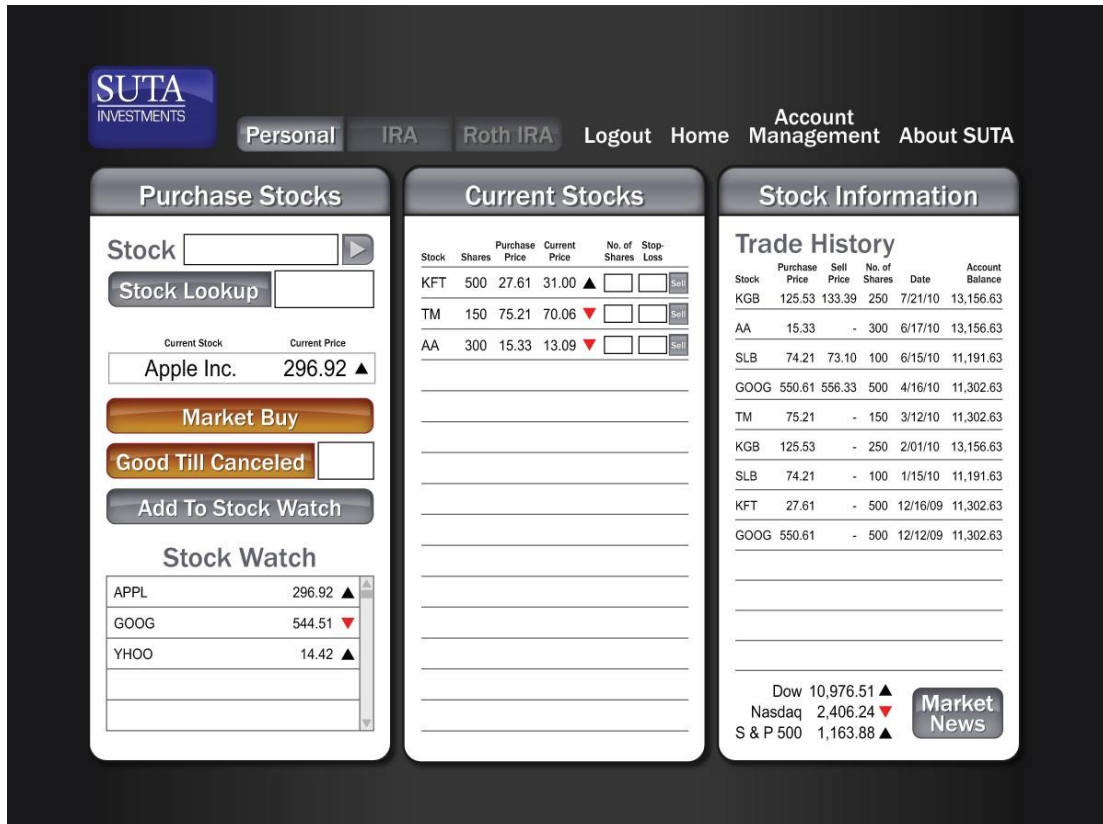 SUTA
INVESTMENTS
Personal IRA Roth IRA Logout Home Account Management About SUTA
Purchase Stocks
Stock
Stock Lookup
Current Stock Current Price
Apple Inc. 296.92 ▲
Market Buy
Good Till Canceled
Add To Stock Watch
Stock Watch
APPL 296.92 ▲
GOOG 544.51 ▼
YHOO 14.42 ▲
Current Stocks
Stock Shares Purchase Price Current Price No. of Shares Stop-Loss
KFT 500 27.61 31.00 ▲ Sell
TM 150 75.21 70.06 ▼ Sell
AA 300 15.33 13.09 ▼ Sell
Stock Information
Trade History
Stock Purchase Price Sell Price No. of Shares Date Account Balance
KGB 125.53 133.39 250 7/21/10 13,156.63
AA 15.33 - 300 6/17/10 13,156.63
SLB 74.21 73.10 100 6/15/10 11,191.63
GOOG 550.61 556.33 500 4/16/10 11,302.63
TM 75.21 - 150 3/12/10 11,302.63
KGB 125.53 - 250 2/01/10 13,156.63
SLB 74.21 - 100 1/15/10 11,191.63
KFT 27.61 - 500 12/16/09 11,302.63
GOOG 550.61 - 500 12/12/09 11,302.63
Dow 10,976.51 ▲
Nasdaq 2,406.24 ▼
S & P 500 1,163.88 ▲
Market
News